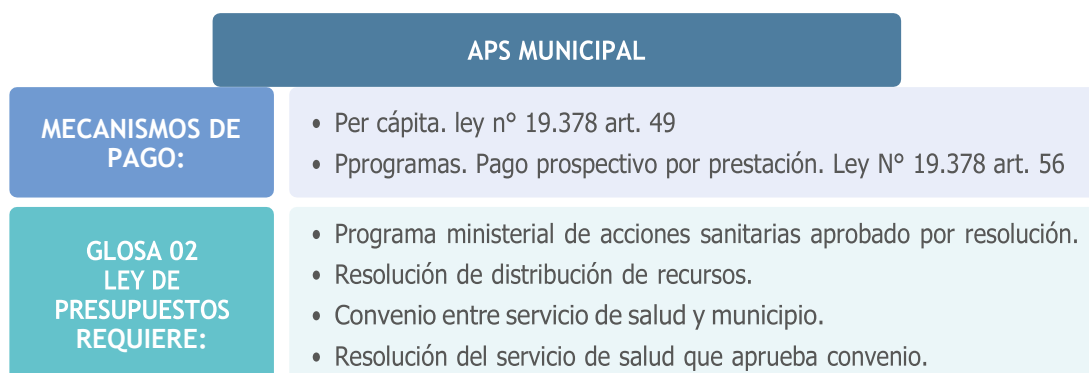 APS MUNICIPAL
MECANISMOS DE
PAGO:
• Per cápita. ley n° 19.378 art. 49
• Pprogramas. Pago prospectivo por prestación. Ley N° 19.378 art. 56
GLOSA 02
LEY DE
PRESUPUESTOS
REQUIERE:
• Programa ministerial de acciones sanitarias aprobado por resolución.
• Resolución de distribución de recursos.
• Convenio entre servicio de salud y municipio.
• Resolución del servicio de salud que aprueba convenio.